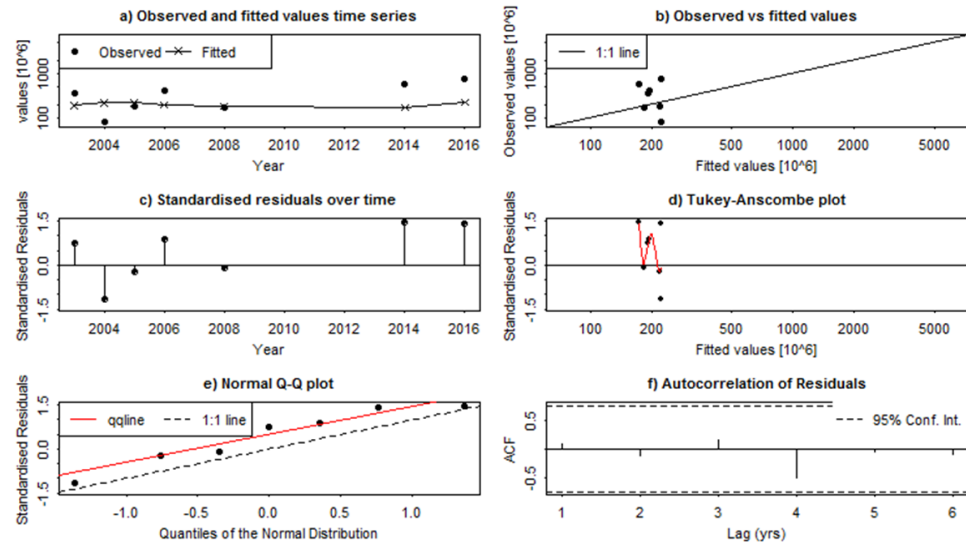 a) Observed and fitted values time series
values [10^6]
1000
100
Observed
Fitted
2004
2006
2008
2010
2012
2014
2016
Year
b) Observed vs fitted values
Observed values [10^6]
1000
100
1:1 line
100
200
500
1000
2000
5000
Fitted values [10^6]
c) Standardised residuals over time
Standardised Residuals
1.5
0.0
-1.5
2004
2006
2008
2010
2012
2014
2016
Year
d) Tukey-Anscombe plot
Standardised Residuals
1.5
0.0
-1.5
100
200
500
1000
2000
5000
Fitted values [10^6]
e) Normal Q-Q plot
Standardised Residuals
1.5
0.0
-1.5
qqline
1:1 line
-1.0
-0.5
0.0
0.5
1.0
Quantiles of the Normal Distribution
f) Autocorrelation of Residuals
ACF
0.5
-0.5
95% Conf. Int.
1
2
3
4
5
6
Lag (yrs)